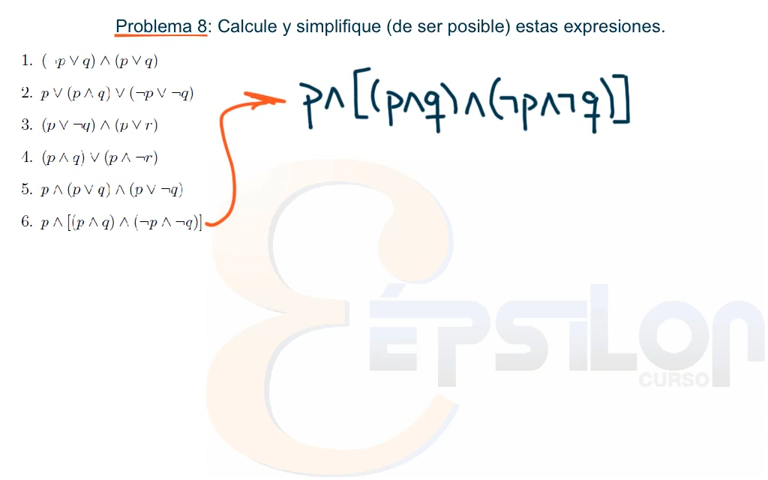 Problema 8: Calcule y simplifique (de ser posible) estas expresiones.
1. ( p ∨ q) ∧ (p ∨ q)
2. p ∨ (p ∧ q) ∨ (¬p ∨ ¬q)
3. (p ∨ ¬q) ∧ (p ∨ r)
4. (p ∧ q) ∨ (p ∧ ¬r)
5. p ∧ (p ∨ q) ∧ (p ∨ ¬q)
6. p ∧ [(p ∧ q) ∧ (¬p ∧ ¬q)]
p∧[(p∧q)∧(¬p∧¬q)]
ÉPSILON
CURSO